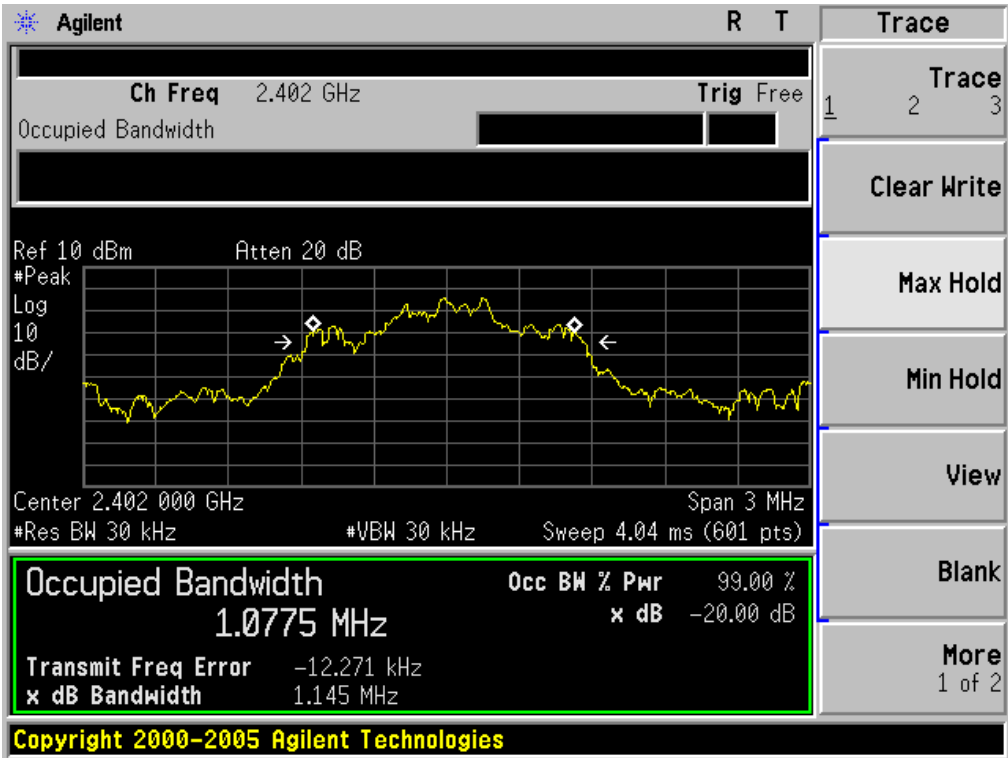 Agilent R T
Ch Freq 2.402 GHz Trig Free
Occupied Bandwidth
Ref 10 dBm Atten 20 dB
#Peak
Log
10
dB/
Center 2.402 000 GHz Span 3 MHz
#Res BW 30 kHz #VBW 30 kHz Sweep 4.04 ms (601 pts)
Occupied Bandwidth Occ BW % Pwr 99.00 %
1.0775 MHz x dB -20.00 dB
Transmit Freq Error -12.271 kHz
x dB Bandwidth 1.145 MHz
Copyright 2000-2005 Agilent Technologies
Trace
Trace
1 2 3
Clear Write
Max Hold
Min Hold
View
Blank
More
1 of 2